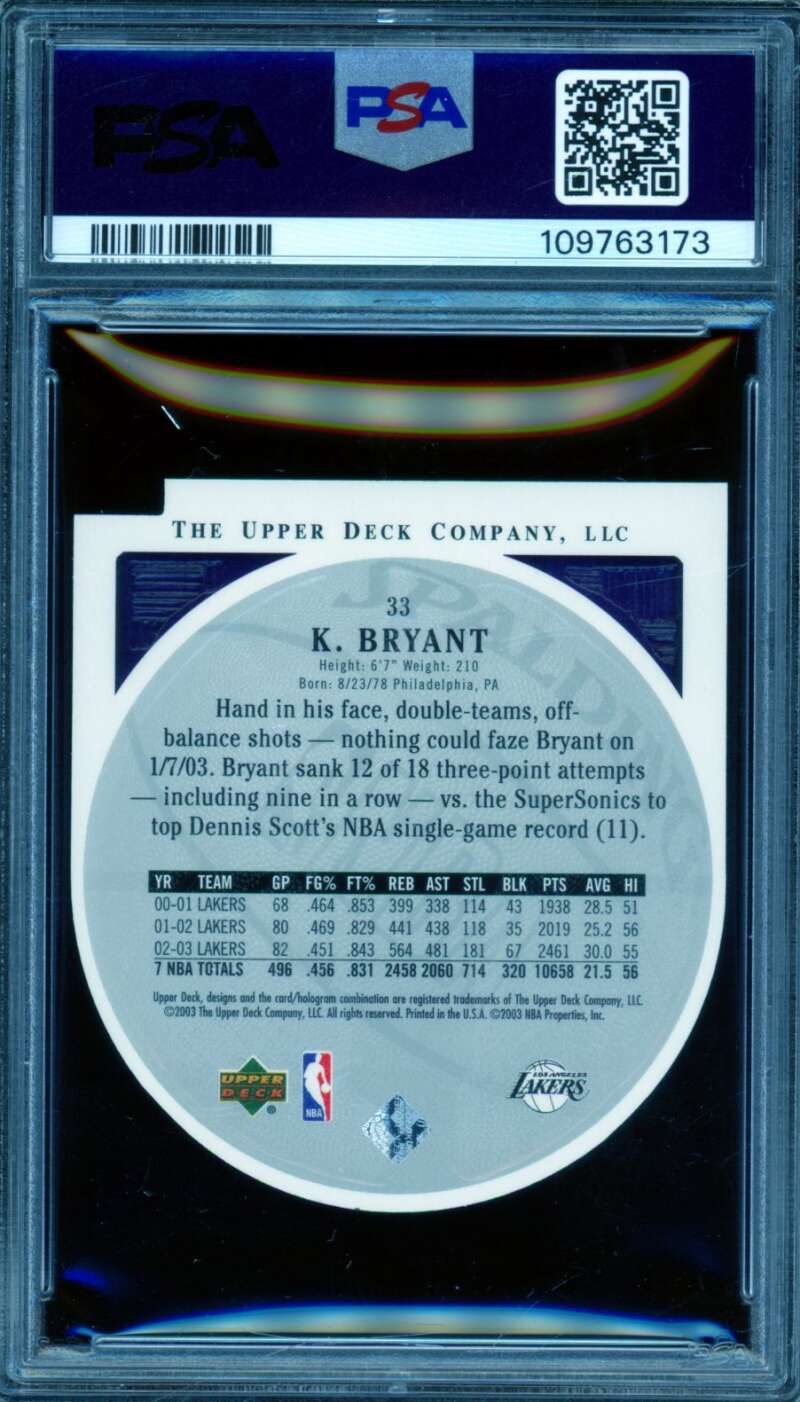 PSA
PSA
109763173
THE UPPER DECK COMPANY, LLC
SPALDING
33
K. BRYANT
Height: 6'7" Weight: 210
Born: 8/23/78 Philadelphia, PA
Hand in his face, double-teams, off-
balance shots — nothing could faze Bryant on
1/7/03. Bryant sank 12 of 18 three-point attempts
— including nine in a row — vs. the SuperSonics to
top Dennis Scott's NBA single-game record (11).
YR TEAM GP FG% FT% REB AST STL BLK PTS AVG HI
00-01 LAKERS 68 .464 .853 399 338 114 43 1938 28.5 51
01-02 LAKERS 80 .469 .829 441 438 118 35 2019 25.2 56
02-03 LAKERS 82 .451 .843 564 481 181 67 2461 30.0 55
7 NBA TOTALS 496 .456 .831 2458 2060 714 320 10658 21.5 56
Upper Deck, designs and the card/hologram combination are registered trademarks of The Upper Deck Company, LLC.
©2003 The Upper Deck Company, LLC. All rights reserved. Printed in the U.S.A. ©2003 NBA Properties, Inc.
UPPER
DECK
®
NBA
LOS ANGELES
LAKERS